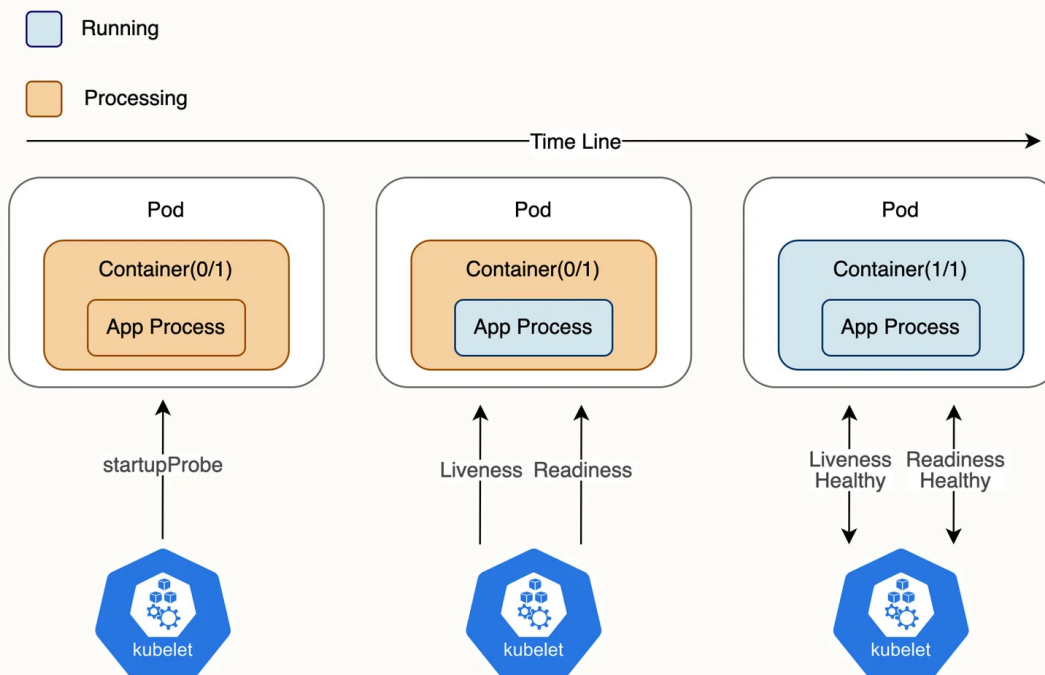 Running
Processing
Time Line
Pod
Container(0/1)
App Process
startupProbe
kubelet
Pod
Container(0/1)
App Process
Liveness
Readiness
kubelet
Pod
Container(1/1)
App Process
Liveness
Healthy
Readiness
Healthy
kubelet